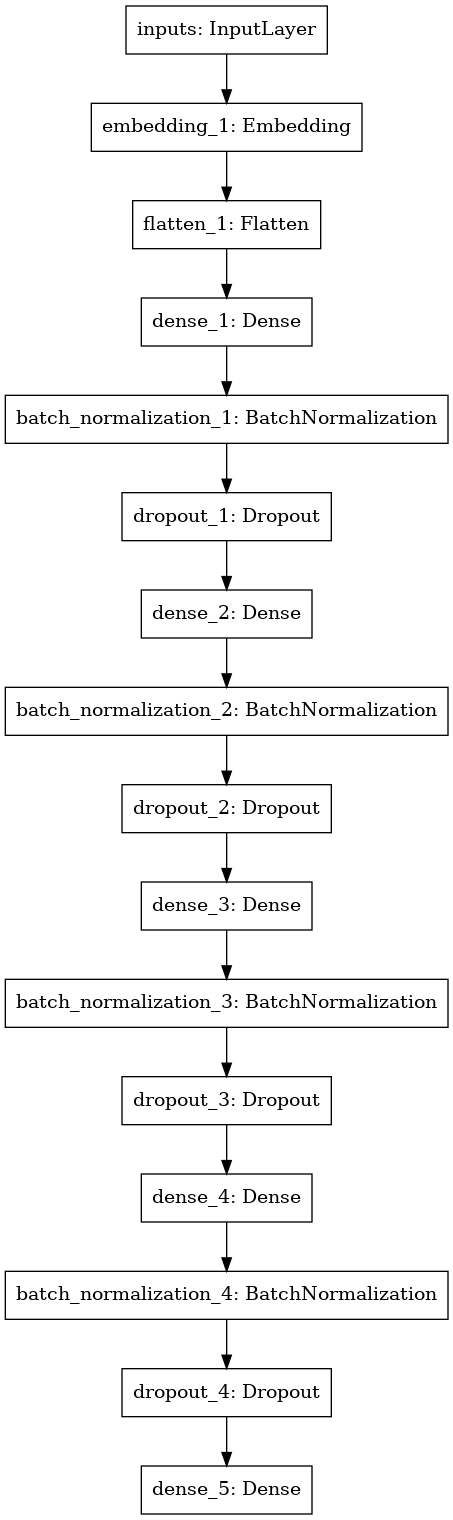 inputs: InputLayer
embedding_1: Embedding
flatten_1: Flatten
dense_1: Dense
batch_normalization_1: BatchNormalization
dropout_1: Dropout
dense_2: Dense
batch_normalization_2: BatchNormalization
dropout_2: Dropout
dense_3: Dense
batch_normalization_3: BatchNormalization
dropout_3: Dropout
dense_4: Dense
batch_normalization_4: BatchNormalization
dropout_4: Dropout
dense_5: Dense